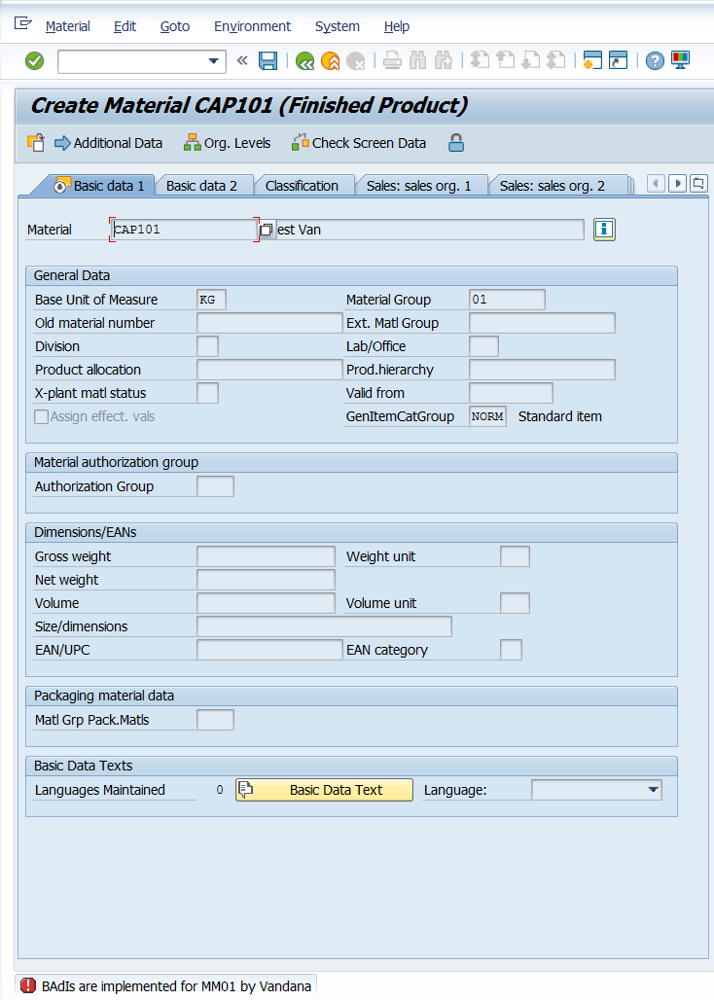 Material Edit Goto Environment System Help
Create Material CAP101 (Finished Product)
Additional Data Org. Levels Check Screen Data
Basic data 1 Basic data 2 Classification Sales: sales org. 1 Sales: sales org. 2
Material CAP101 est Van
General Data
Base Unit of Measure KG Material Group 01
Old material number Ext. Matl Group
Division Lab/Office
Product allocation Prod.hierarchy
X-plant matl status Valid from
Assign effect. vals GenItemCatGroup NORM Standard item
Material authorization group
Authorization Group
Dimensions/EANs
Gross weight Weight unit
Net weight
Volume Volume unit
Size/dimensions
EAN/UPC EAN category
Packaging material data
Matl Grp Pack.Matls
Basic Data Texts
Languages Maintained 0 Basic Data Text Language:
BAdIs are implemented for MM01 by Vandana